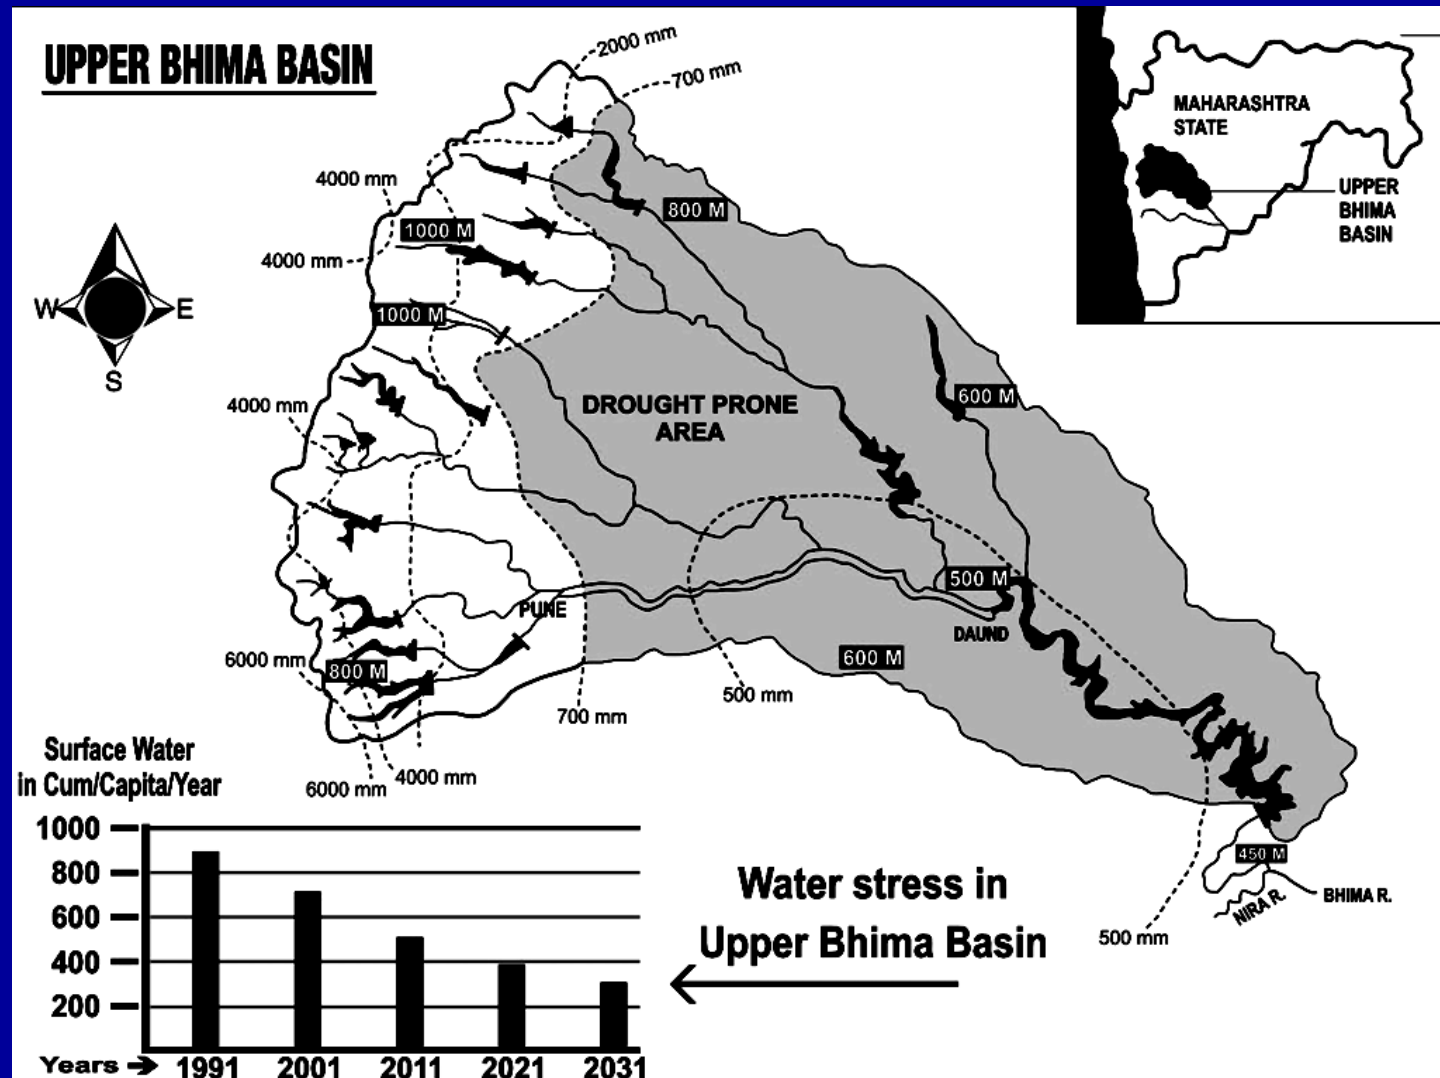 UPPER BHIMA BASIN
2000 mm
700 mm
MAHARASHTRA
STATE
UPPER
BHIMA
BASIN
4000 mm
800 M
1000 M
4000 mm
W
E
S
1000 M
600 M
4000 mm
DROUGHT PRONE
AREA
500 M
PUNE
DAUND
6000 mm
800 M
600 M
500 mm
700 mm
4000 mm
6000 mm
450 M
NIRA R.
BHIMA R.
500 mm
Surface Water
in Cum/Capita/Year
1000
800
600
400
200
Years
1991
2001
2011
2021
2031
Water stress in
Upper Bhima Basin